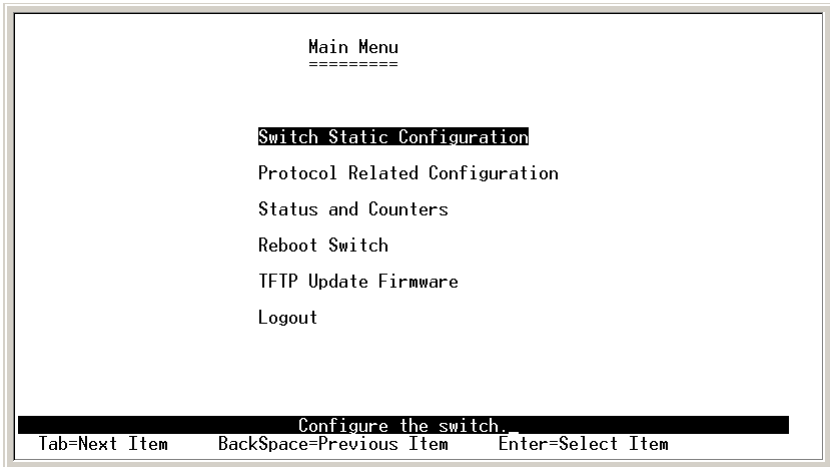 Main Menu
=========
Switch Static Configuration
Protocol Related Configuration
Status and Counters
Reboot Switch
TFTP Update Firmware
Logout
Configure the switch._
Tab=Next Item BackSpace=Previous Item Enter=Select Item